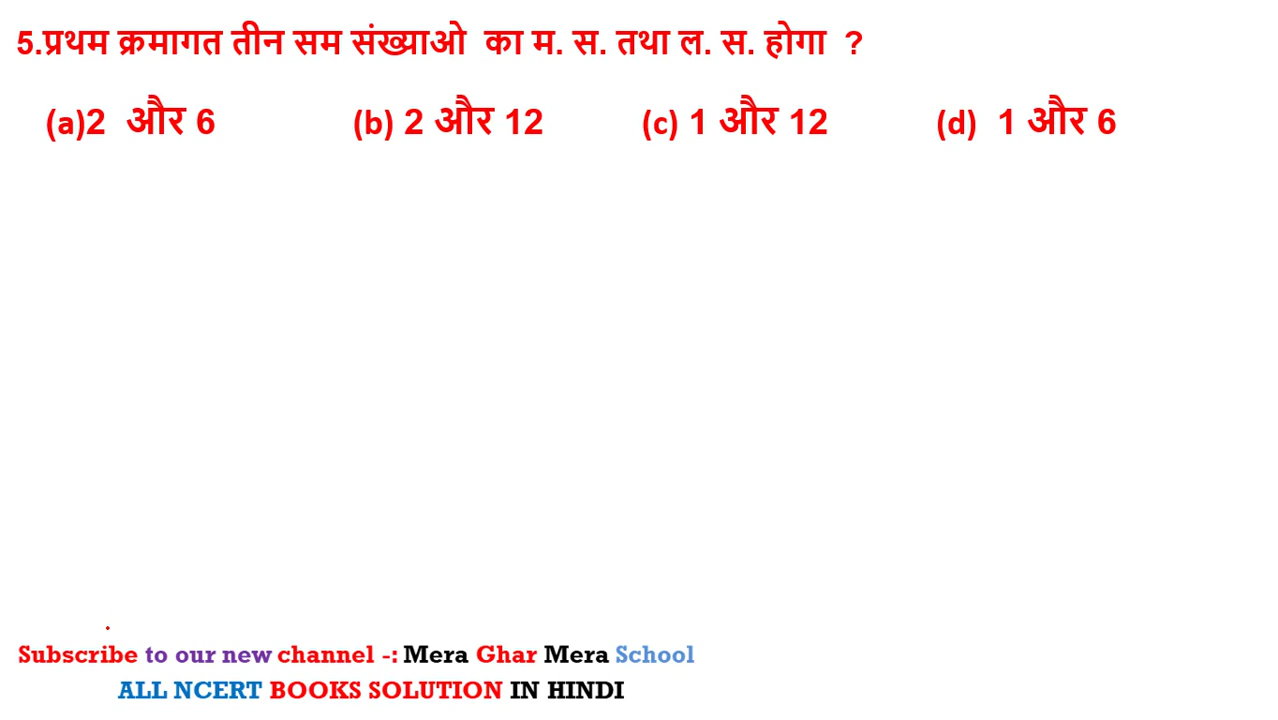 5.प्रथम क्रमागत तीन सम संख्याओ का म. स. तथा ल. स. होगा ?
(a)2 और 6 (b) 2 और 12 (c) 1 और 12 (d) 1 और 6
Subscribe to our new channel -: Mera Ghar Mera School
ALL NCERT BOOKS SOLUTION IN HINDI